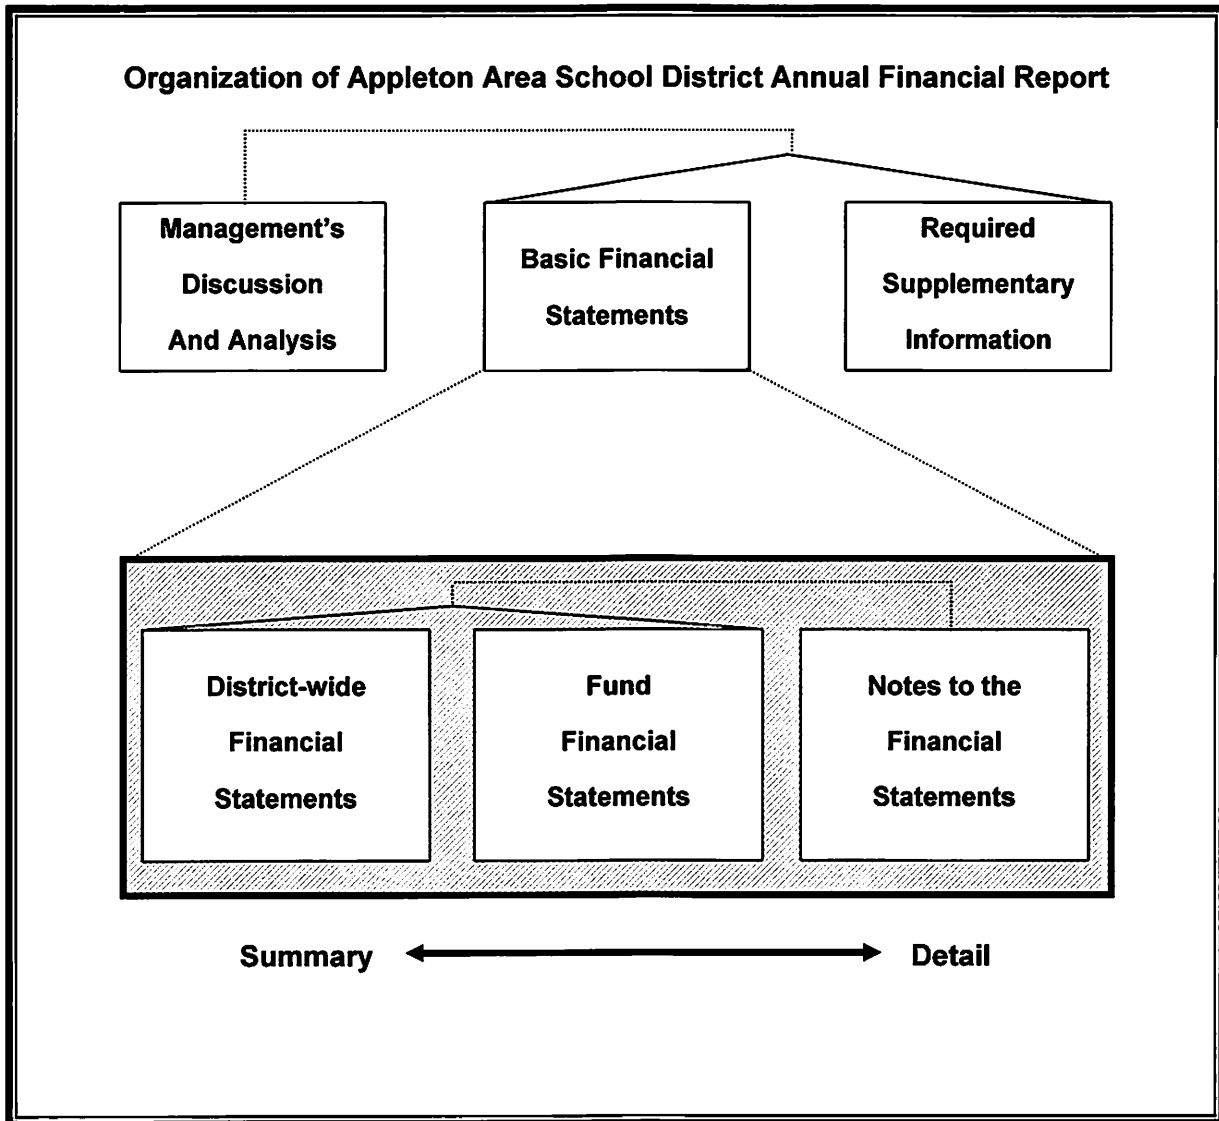 Organization of Appleton Area School District Annual Financial Report
Management's
Discussion
And Analysis
Basic Financial
Statements
Required
Supplementary
Information
District-wide
Financial
Statements
Fund
Financial
Statements
Notes to the
Financial
Statements
Summary
Detail